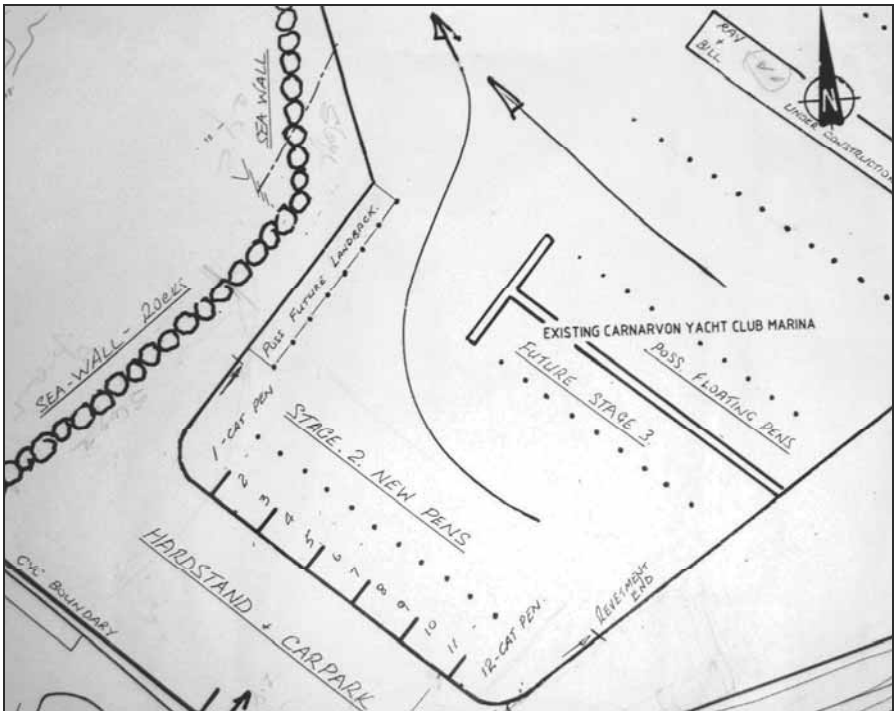 RAY
+
BILL
N
UNDER CONSTRUCTION
SEA WALL
SEA-WALL - ROCKS
POSS FUTURE LANDBACK.
EXISTING CARNARVON YACHT CLUB MARINA
POSS. FLOATING PENS
FUTURE STAGE 3.
STAGE. 2. NEW PENS
1-CAT PEN
2
3
4
5
6
7
8
9
10
11
12-CAT PEN.
REVETMENT
END
HARDSTAND + CARPARK
CYC BOUNDARY